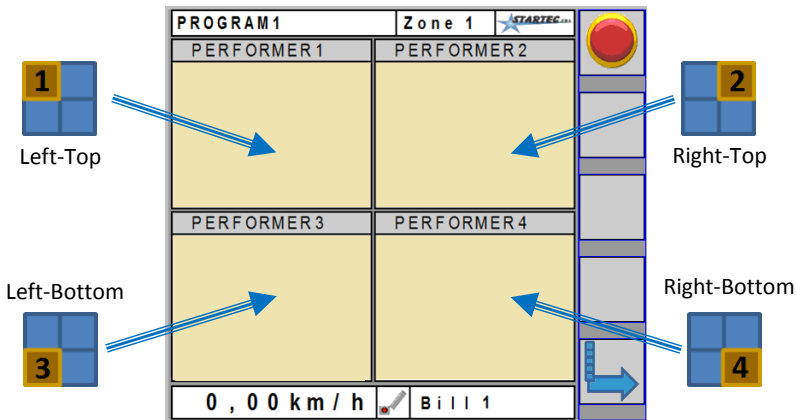 PROGRAM1 Zone 1 STARTEC
PERFORMER1 PERFORMER2
1 2
Left-Top Right-Top
PERFORMER3 PERFORMER4
Left-Bottom Right-Bottom
3 4
0,00km/h Bill 1